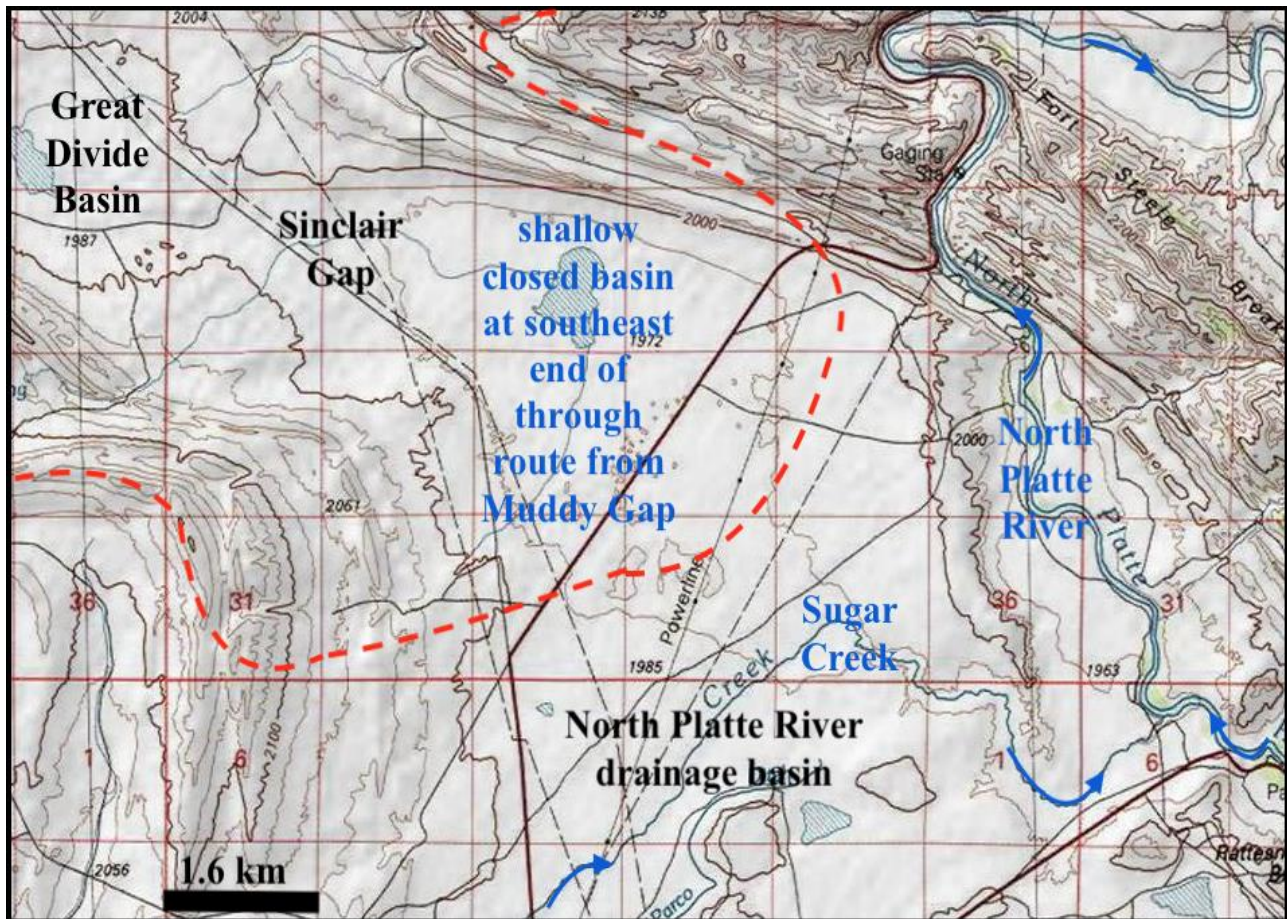 2004
2138
Great
Divide
Basin
1987
Sinclair
Gap
shallow
closed basin
at southeast
end of
through
route from
Muddy Gap
2000
1972
Gaging
Fort
Steele
2200
North
North
Platte
River
Platte
2000
2061
36
31
Powerline
Sugar
Creek
36
31
1985
Creek
1963
North Platte River
drainage basin
1
6
2100
1
6
2056
1.6 km
Parco